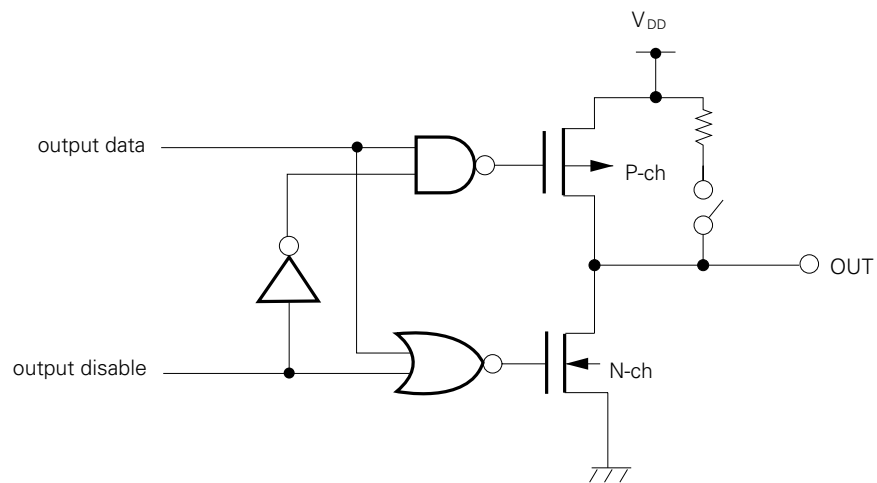 VDD
output data
P-ch
OUT
output disable
N-ch